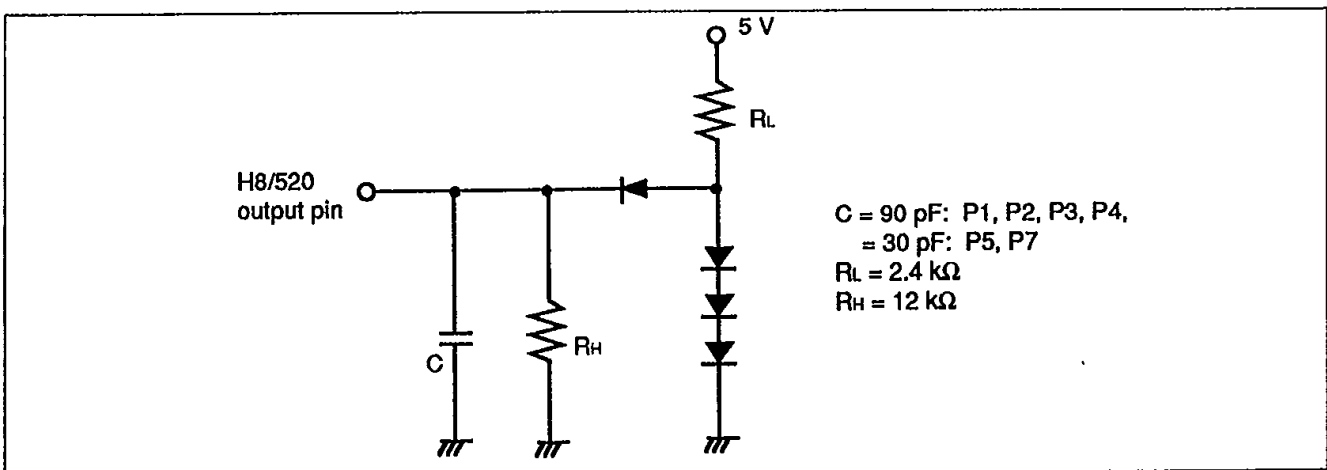 5 V
RL
H8/520
output pin
C = 90 pF: P1, P2, P3, P4,
= 30 pF: P5, P7
RL = 2.4 kΩ
RH = 12 kΩ
C
RH